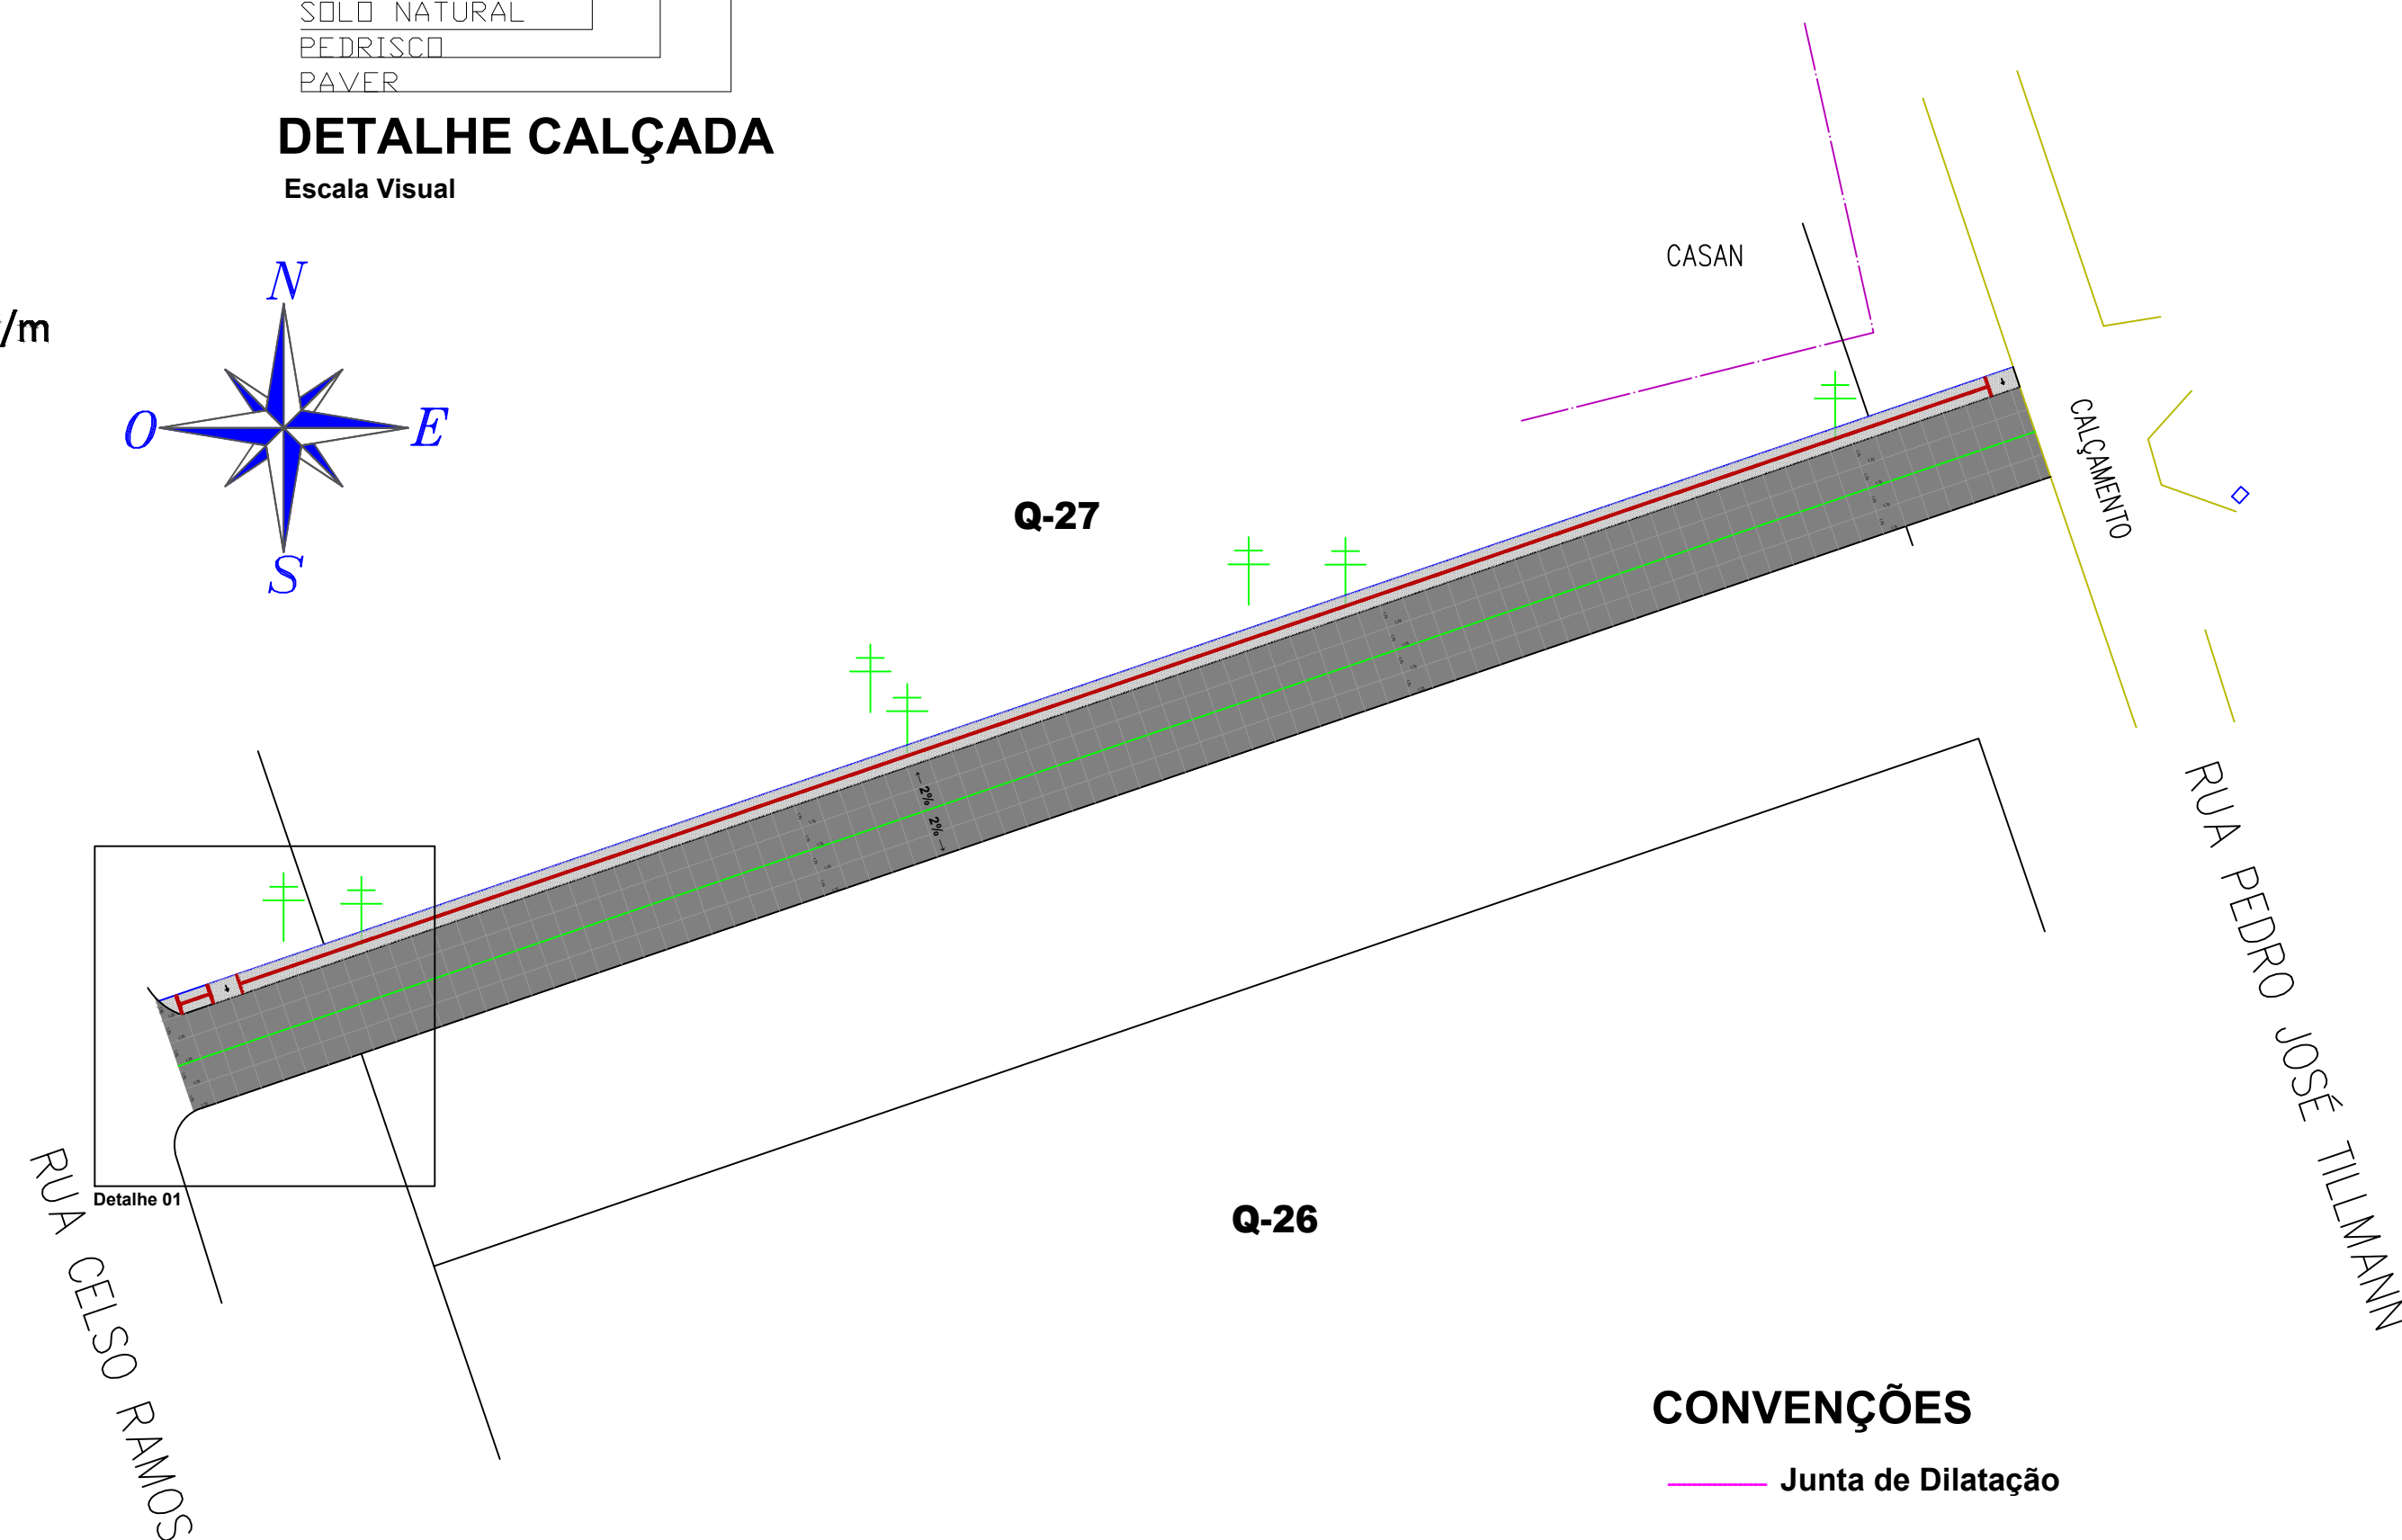 SOLO NATURAL
PEDRISCO
PAVER
DETALHE CALÇADA
Escala Visual
/m
N
O
E
S
CASAN
CALÇAMENTO
Q-27
2%
2%
RUA PEDRO JOSÉ TILLMANN
Detalhe 01
RUA CELSO RAMOS
Q-26
CONVENÇÕES
Junta de Dilatação